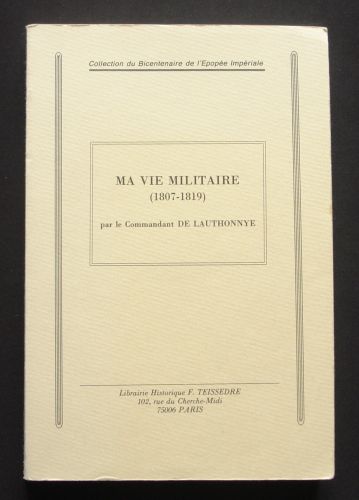 Collection du Bicentenaire de l'Epopée Impériale
MA VIE MILITAIRE
(1807-1819)
par le Commandant DE LAUTHONNYE
Librairie Historique F. TEISSEDRE
102, rue du Cherche-Midi
75006 PARIS